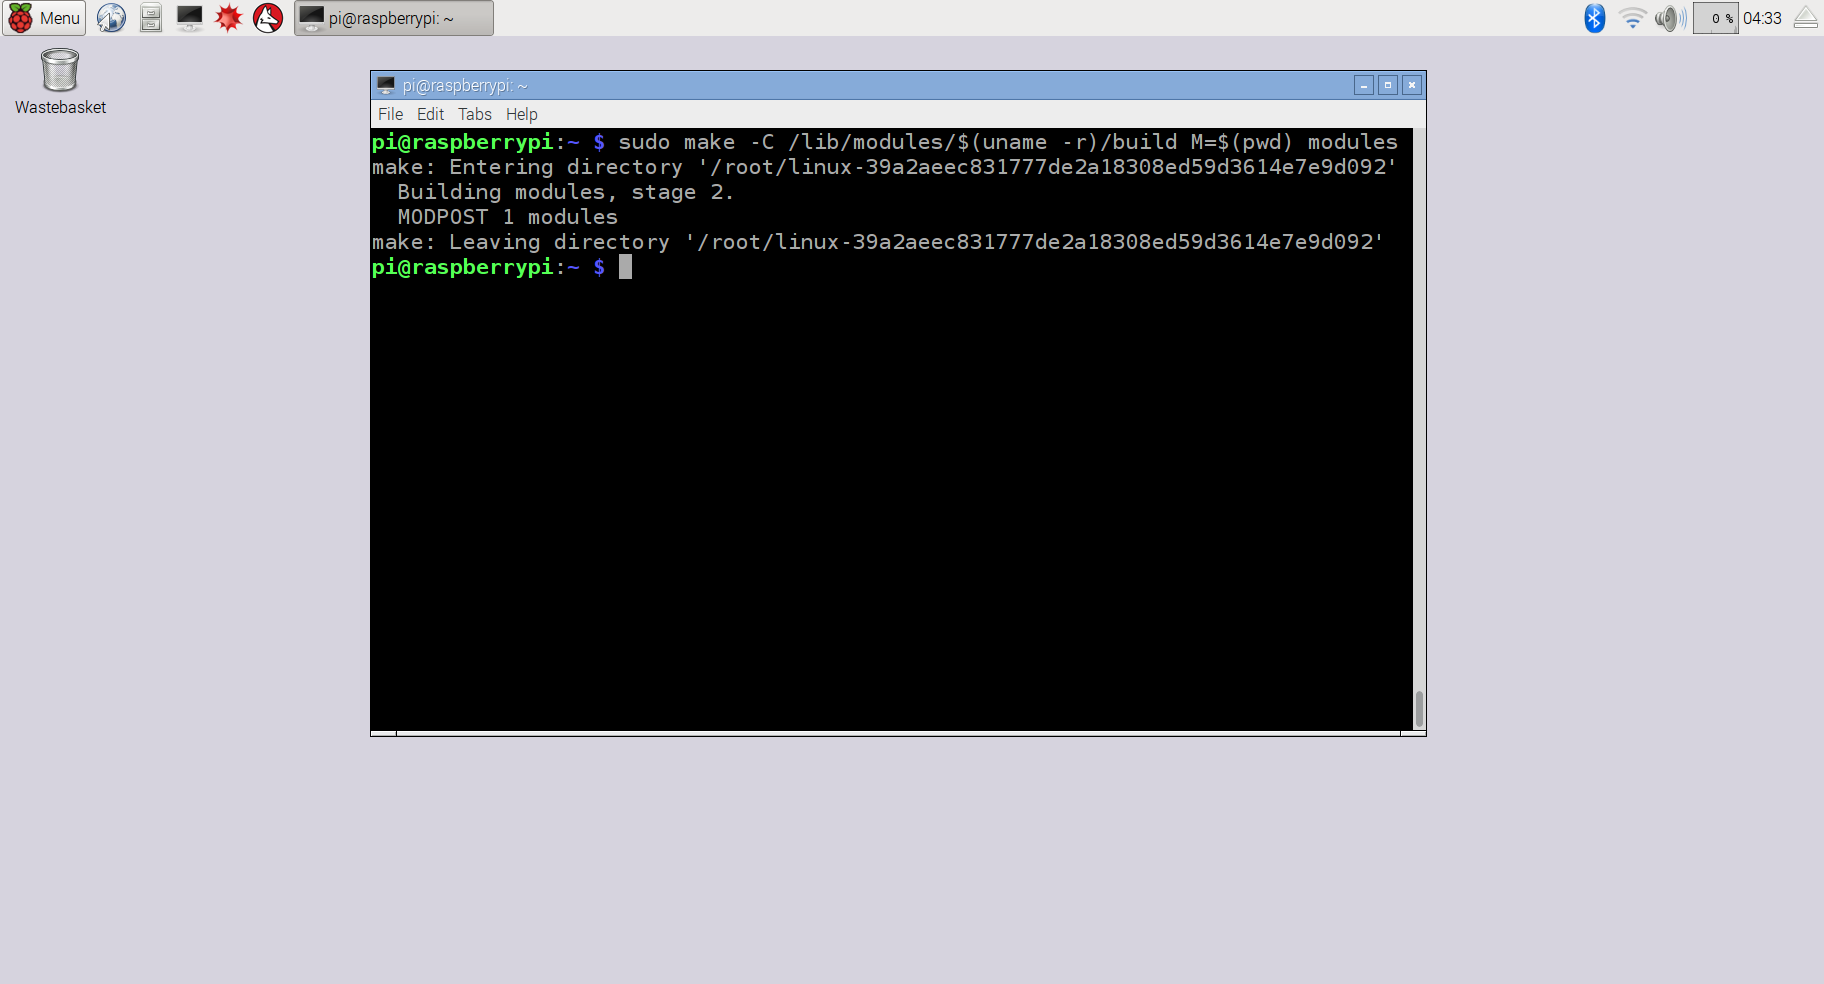 Menu
pi@raspberrypi: ~
0 %
04:33
Wastebasket
pi@raspberrypi: ~
File Edit Tabs Help
pi@raspberrypi:~ $ sudo make -C /lib/modules/$(uname -r)/build M=$(pwd) modules
make: Entering directory '/root/linux-39a2aeec831777de2a18308ed59d3614e7e9d092'
  Building modules, stage 2.
  MODPOST 1 modules
make: Leaving directory '/root/linux-39a2aeec831777de2a18308ed59d3614e7e9d092'
pi@raspberrypi:~ $